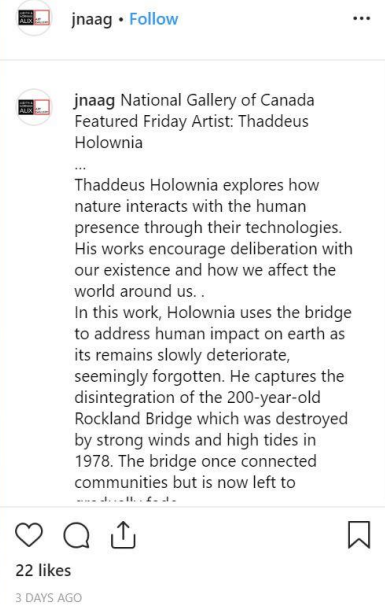 jnaag • Follow
jnaag National Gallery of Canada
Featured Friday Artist: Thaddeus
Holownia
...
Thaddeus Holownia explores how
nature interacts with the human
presence through their technologies.
His works encourage deliberation with
our existence and how we affect the
world around us. .
In this work, Holownia uses the bridge
to address human impact on earth as
its remains slowly deteriorate,
seemingly forgotten. He captures the
disintegration of the 200-year-old
Rockland Bridge which was destroyed
by strong winds and high tides in
1978. The bridge once connected
communities but is now left to
22 likes
3 DAYS AGO